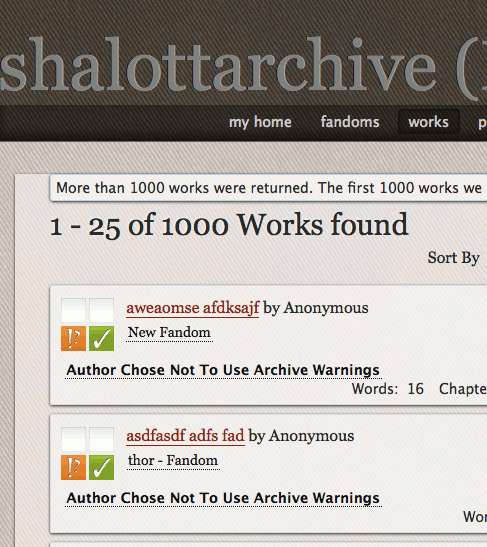 shalottarchive (
my home fandoms works
More than 1000 works were returned. The first 1000 works we
1 - 25 of 1000 Works found
Sort By
aweaomse afdksajf by Anonymous
New Fandom
!? ✓
Author Chose Not To Use Archive Warnings
Words: 16 Chapte
asdfasdf adfs fad by Anonymous
thor - Fandom
!? ✓
Author Chose Not To Use Archive Warnings
Wor